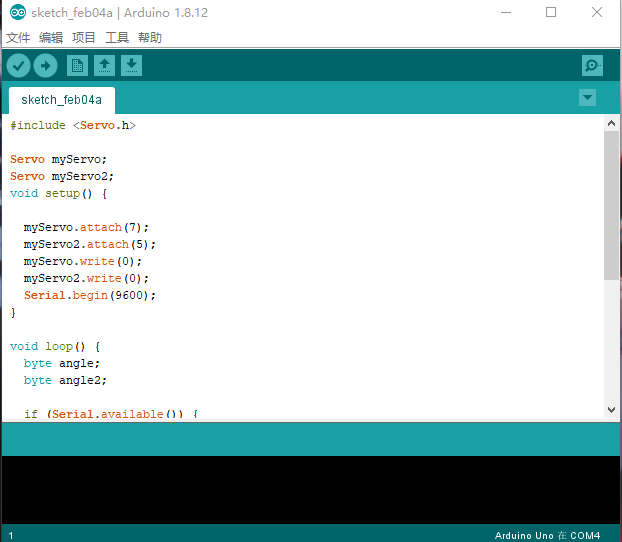 sketch_feb04a | Arduino 1.8.12
文件 编辑 项目 工具 帮助
sketch_feb04a
#include <Servo.h>
Servo myServo;
Servo myServo2;
void setup() {
myServo.attach(7);
myServo2.attach(5);
myServo.write(0);
myServo2.write(0);
Serial.begin(9600);
}
void loop() {
byte angle;
byte angle2;
if (Serial.available()) {
1
Arduino Uno 在 COM4